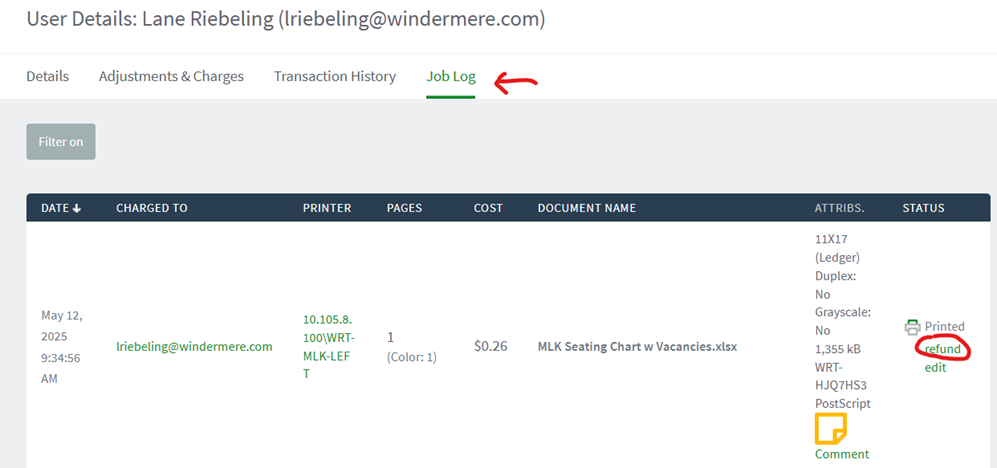 User Details: Lane Riebeling (lriebeling@windermere.com)
Details Adjustments & Charges Transaction History Job Log
Filter on
DATE CHARGED TO PRINTER PAGES COST DOCUMENT NAME ATTRIBS. STATUS
May 12,
2025
9:34:56
AM
lriebeling@windermere.com
10.105.8.
100\WRT-
MLK-LEF
T
1
(Color: 1)
$0.26
MLK Seating Chart w Vacancies.xlsx
11X17
(Ledger)
Duplex:
No
Grayscale:
No
1,355 kB
WRT-
HJQ7HS3
PostScript
Comment
Printed
refund
edit